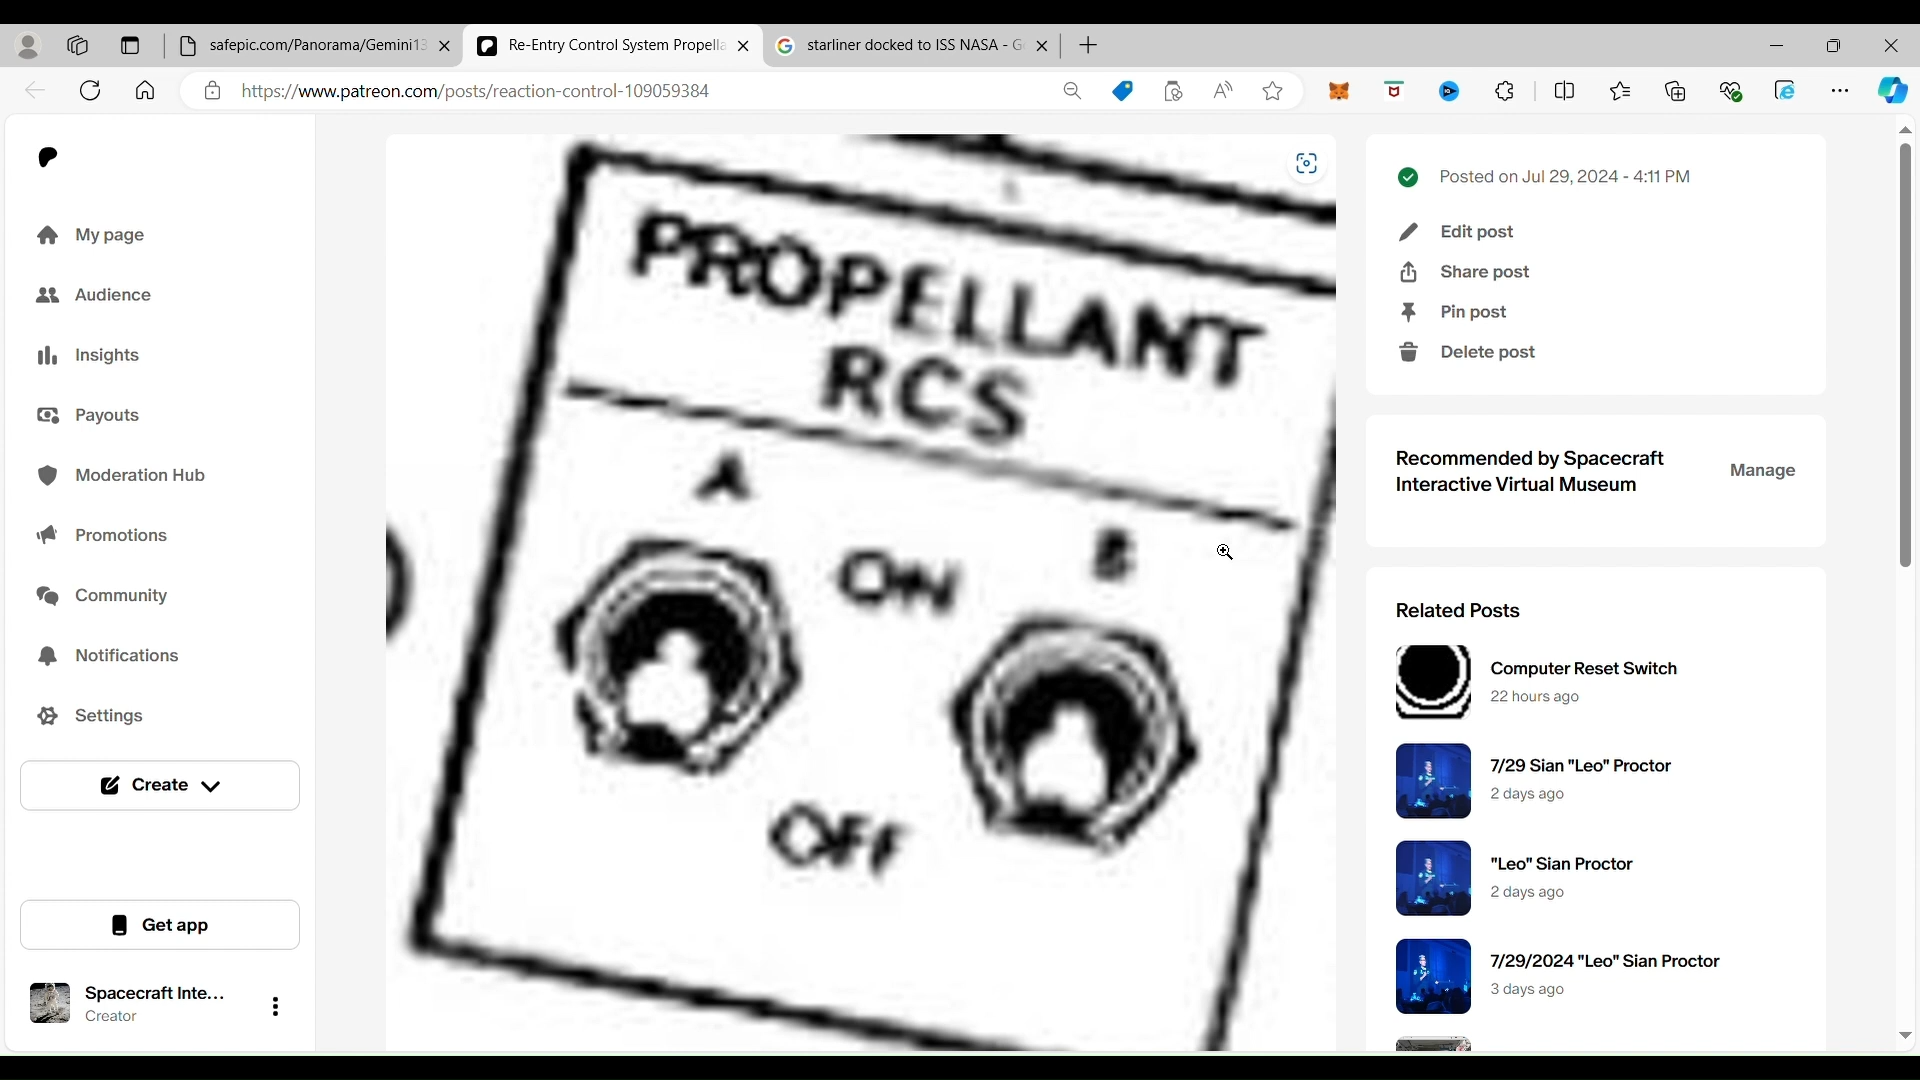 safepic.com/Panorama/Gemini13
Re-Entry Control System Propella
starliner docked to ISS NASA - G
https://www.patreon.com/posts/reaction-control-109059384
My page
Audience
Insights
Payouts
Moderation Hub
Promotions
Community
Notifications
Settings
Create
Get app
Spacecraft Inte...
Creator
PROPELLANT
RCS
A
ON
B
OFF
Posted on Jul 29, 2024 - 4:11 PM
Edit post
Share post
Pin post
Delete post
Recommended by Spacecraft
Interactive Virtual Museum
Manage
Related Posts
Computer Reset Switch
22 hours ago
7/29 Sian "Leo" Proctor
2 days ago
"Leo" Sian Proctor
2 days ago
7/29/2024 "Leo" Sian Proctor
3 days ago